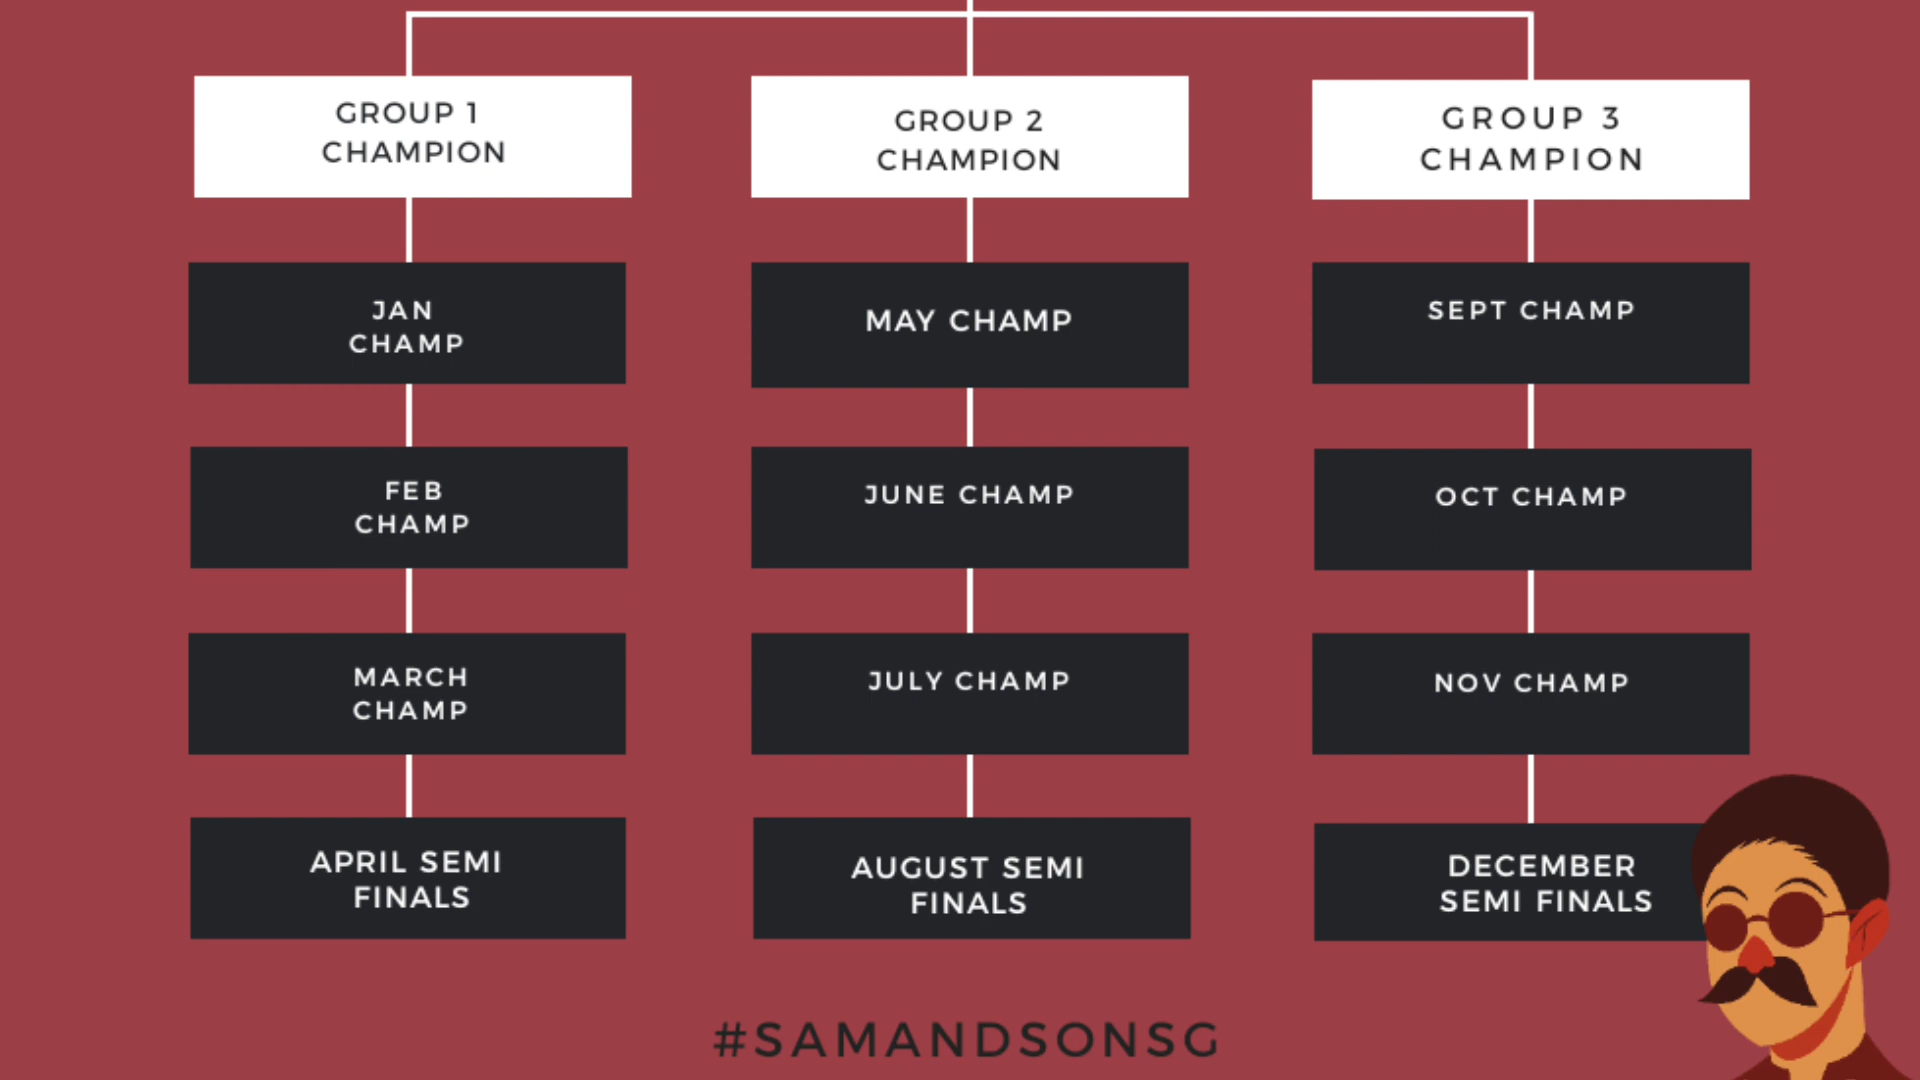 GROUP 1
CHAMPION
GROUP 2
CHAMPION
GROUP 3
CHAMPION
JAN
CHAMP
MAY CHAMP
SEPT CHAMP
FEB
CHAMP
JUNE CHAMP
OCT CHAMP
MARCH
CHAMP
JULY CHAMP
NOV CHAMP
APRIL SEMI
FINALS
AUGUST SEMI
FINALS
DECEMBER
SEMI FINALS
#SAMANDSONSG